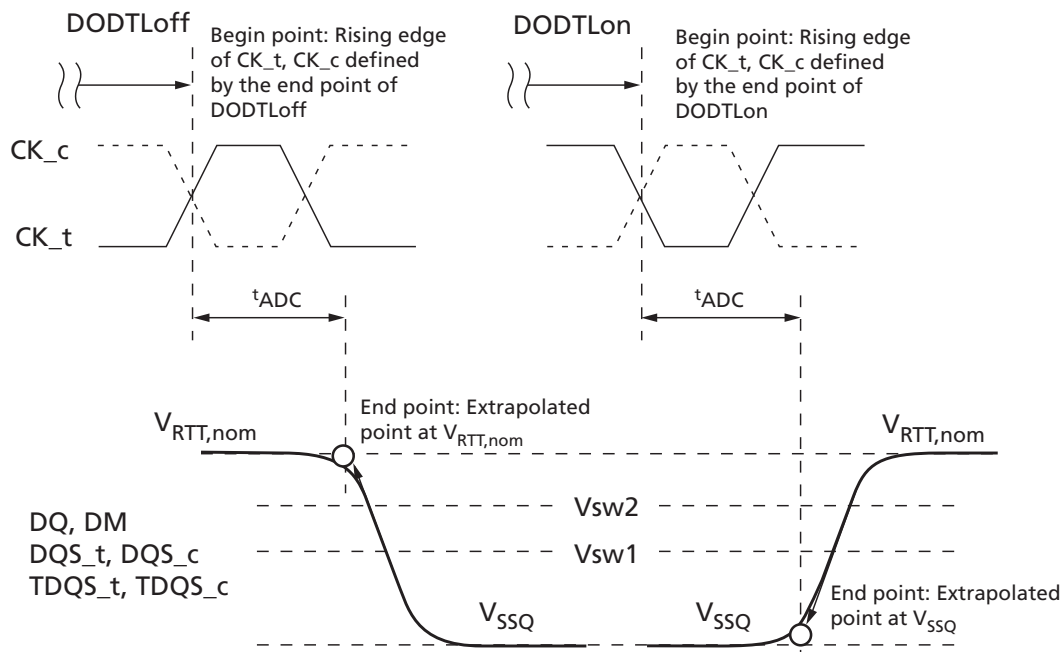 DODTLoff
Begin point: Rising edge
of CK_t, CK_c defined
by the end point of
DODTLoff
DODTLon
Begin point: Rising edge
of CK_t, CK_c defined
by the end point of
DODTLon
CK_c
CK_t
tADC
tADC
VRTT,nom
End point: Extrapolated
point at VRTT,nom
VRTT,nom
Vsw2
Vsw1
DQ, DM
DQS_t, DQS_c
TDQS_t, TDQS_c
VSSQ
VSSQ
End point: Extrapolated
point at VSSQ